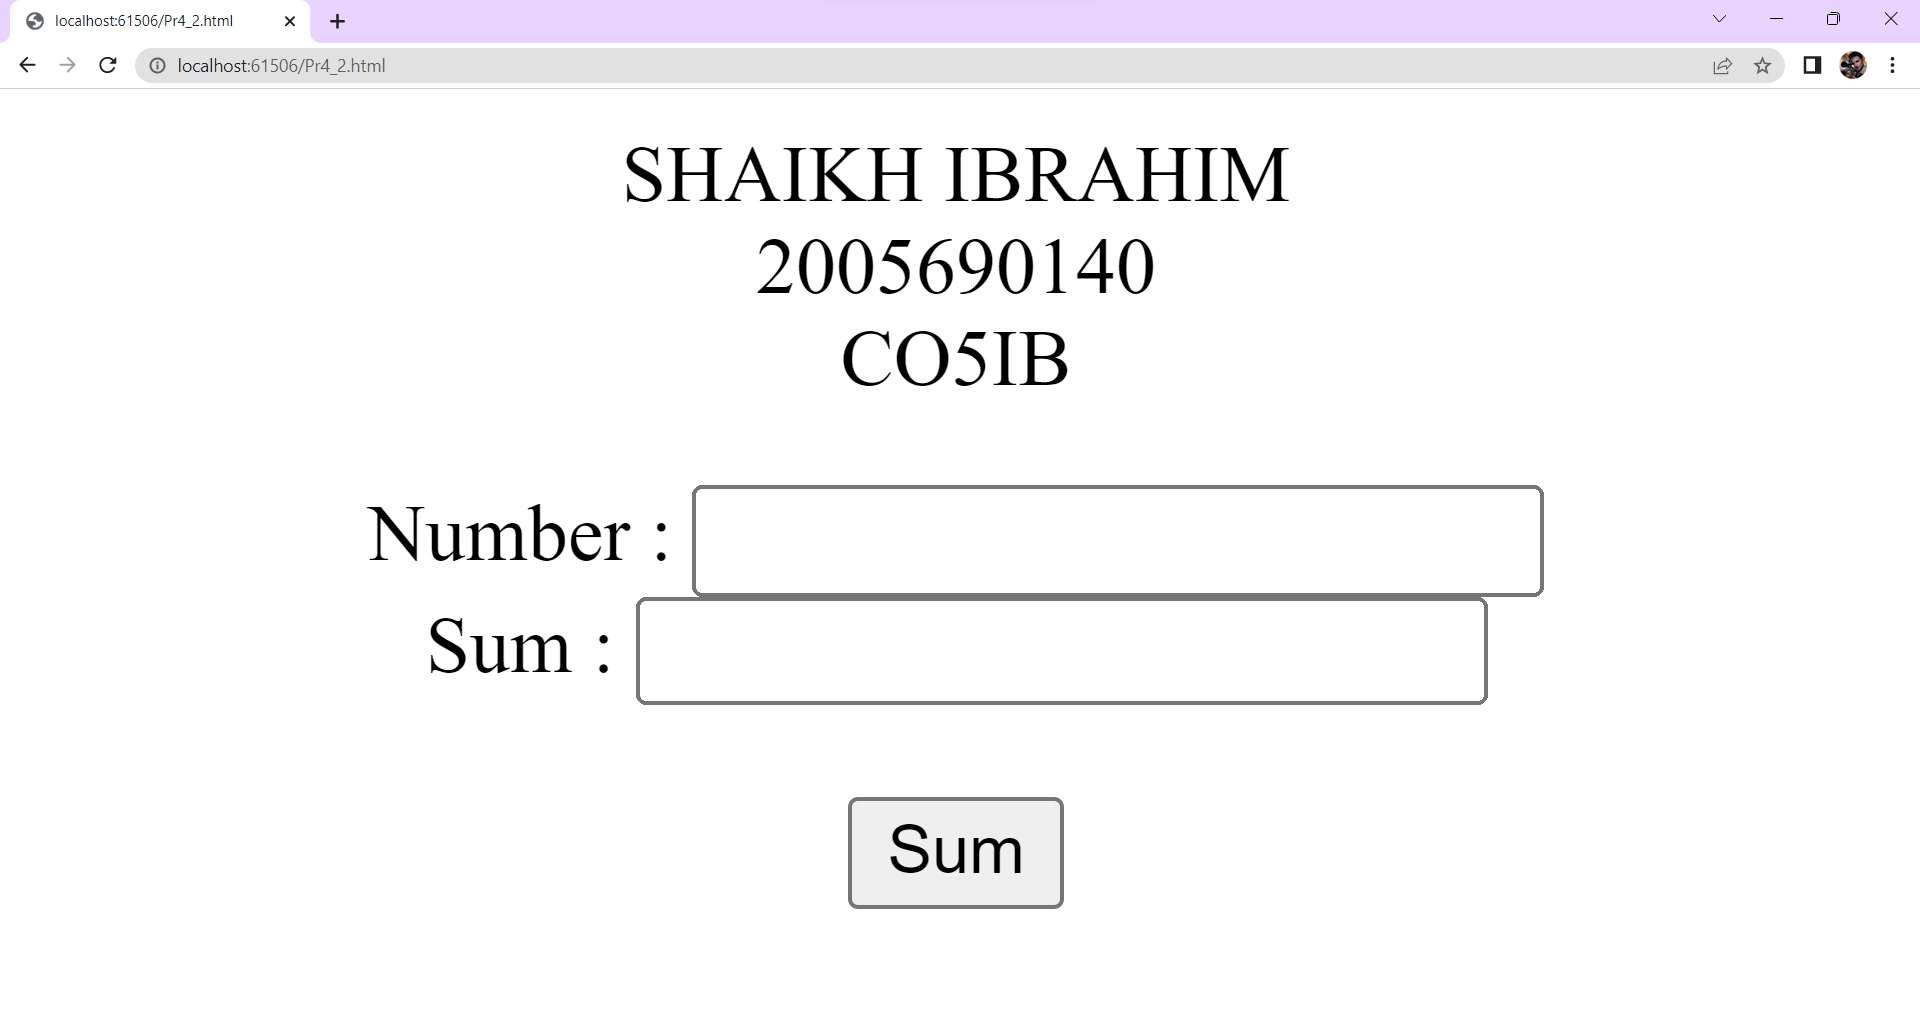 localhost:61506/Pr4_2.html
localhost:61506/Pr4_2.html
SHAIKH IBRAHIM
2005690140
CO5IB
Number :
Sum :
Sum